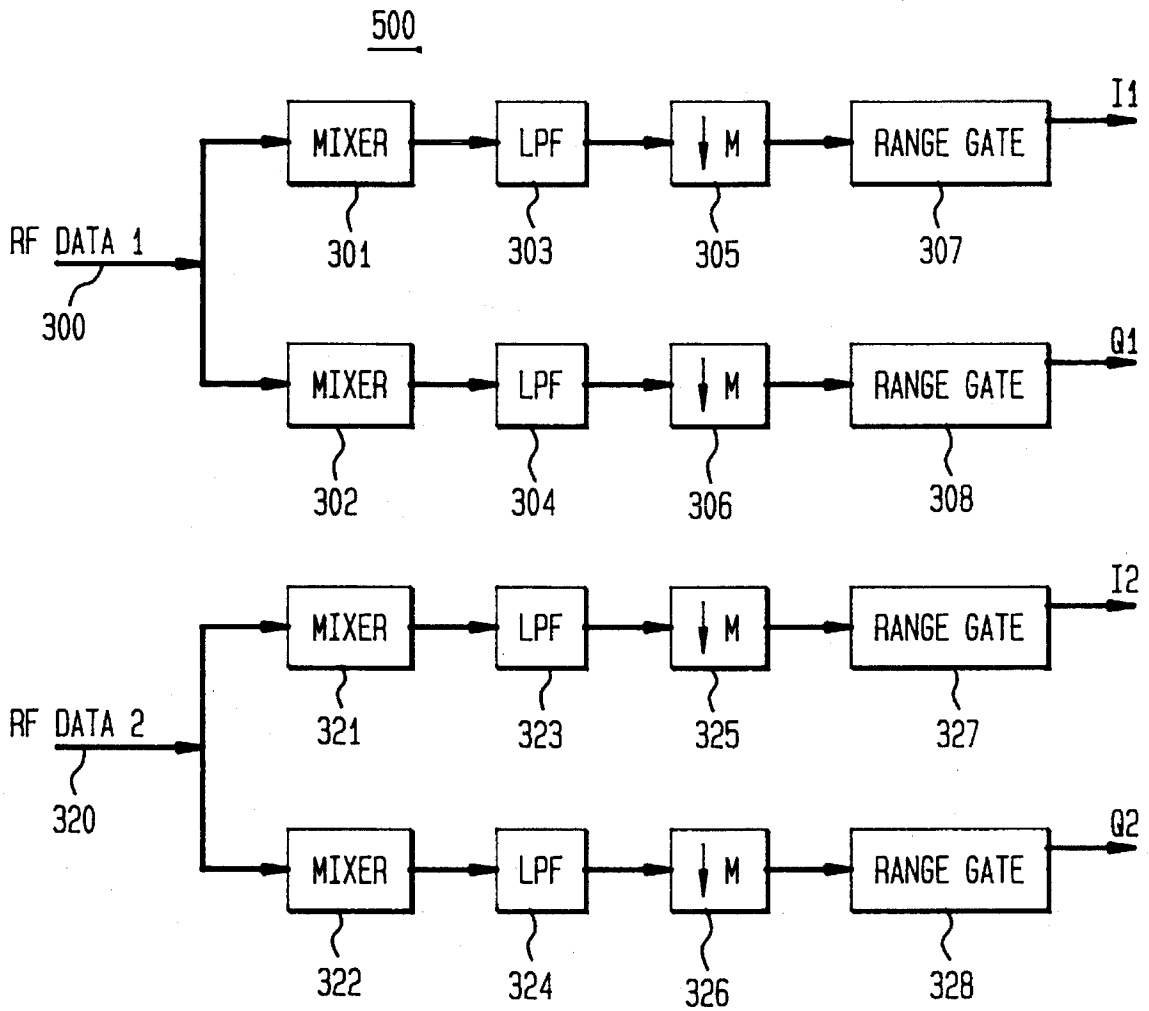 500
I1
MIXER LPF ↓ M RANGE GATE
301 303 305 307
RF DATA 1
300
Q1
MIXER LPF ↓ M RANGE GATE
302 304 306 308
I2
MIXER LPF ↓ M RANGE GATE
321 323 325 327
RF DATA 2
320
Q2
MIXER LPF ↓ M RANGE GATE
322 324 326 328